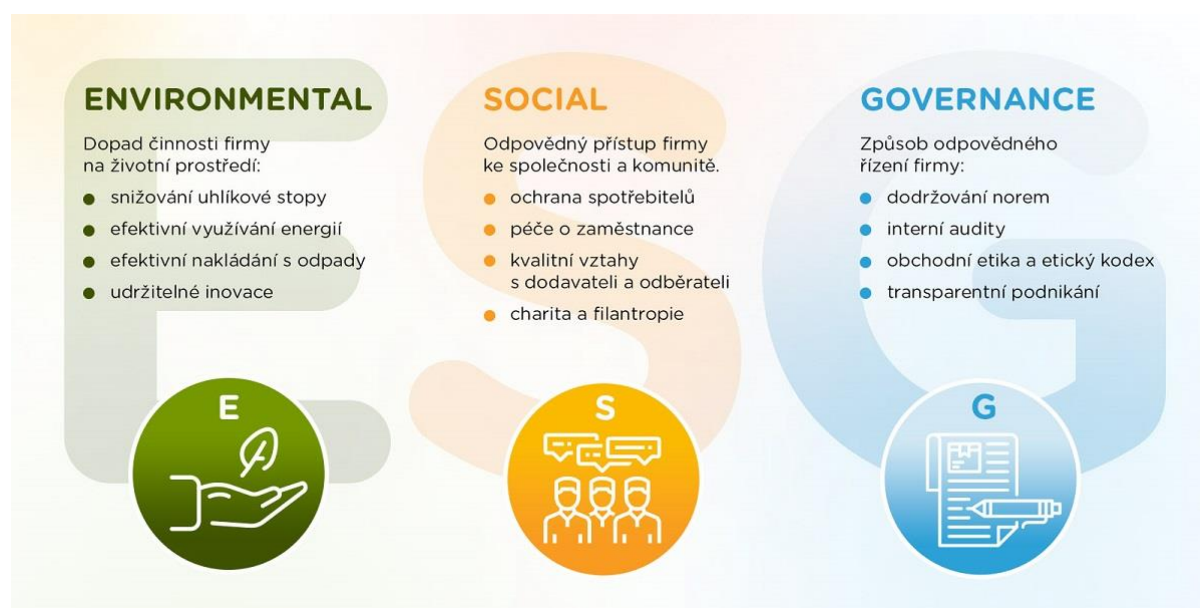 ENVIRONMENTAL
Dopad činnosti firmy
na životní prostředí:
snižování uhlíkové stopy
efektivní využívání energií
efektivní nakládání s odpady
udržitelné inovace
E
SOCIAL
Odpovědný přístup firmy
ke společnosti a komunitě.
ochrana spotřebitelů
péče o zaměstnance
kvalitní vztahy
s dodavateli a odběrateli
charita a filantropie
S
GOVERNANCE
Způsob odpovědného
řízení firmy:
dodržování norem
interní audity
obchodní etika a etický kodex
transparentní podnikání
G